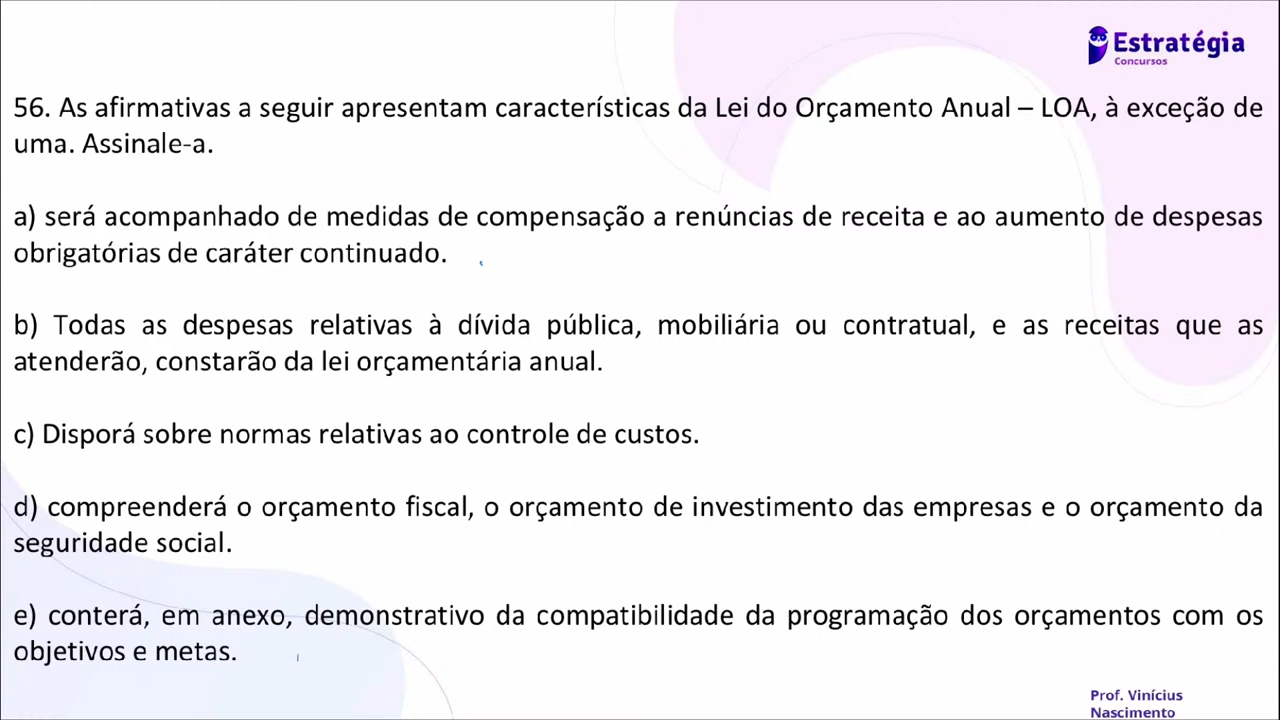 Estratégia
Concursos
56. As afirmativas a seguir apresentam características da Lei do Orçamento Anual – LOA, à exceção de
uma. Assinale-a.
a) será acompanhado de medidas de compensação a renúncias de receita e ao aumento de despesas
obrigatórias de caráter continuado.
b) Todas as despesas relativas à dívida pública, mobiliária ou contratual, e as receitas que as
atenderão, constarão da lei orçamentária anual.
c) Disporá sobre normas relativas ao controle de custos.
d) compreenderá o orçamento fiscal, o orçamento de investimento das empresas e o orçamento da
seguridade social.
e) conterá, em anexo, demonstrativo da compatibilidade da programação dos orçamentos com os
objetivos e metas.
Prof. Vinícius
Nascimento